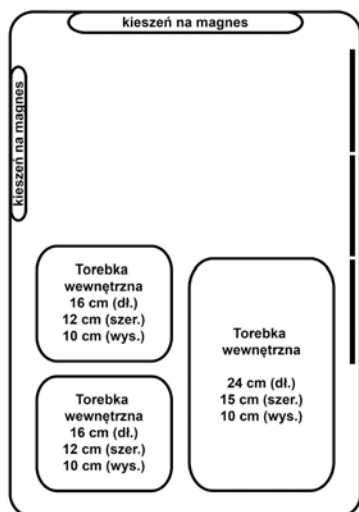 kieszeń na magnes
kieszeń na magnes
Torebka
wewnętrzna
16 cm (dł.)
12 cm (szer.)
10 cm (wys.)
Torebka
wewnętrzna
24 cm (dł.)
15 cm (szer.)
10 cm (wys.)
Torebka
wewnętrzna
16 cm (dł.)
12 cm (szer.)
10 cm (wys.)